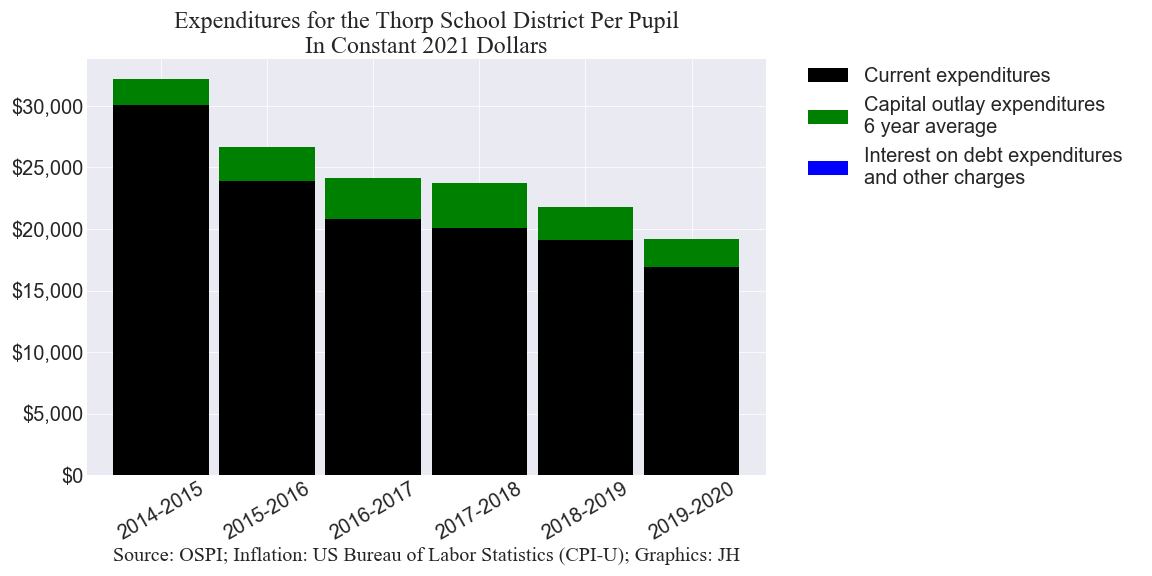 Expenditures for the Thorp School District Per Pupil
In Constant 2021 Dollars
Current expenditures
Capital outlay expenditures
6 year average
Interest on debt expenditures
and other charges
$30,000
$25,000
$20,000
$15,000
$10,000
$5,000
$0
2014-2015
2015-2016
2016-2017
2017-2018
2018-2019
2019-2020
Source: OSPI; Inflation: US Bureau of Labor Statistics (CPI-U); Graphics: JH